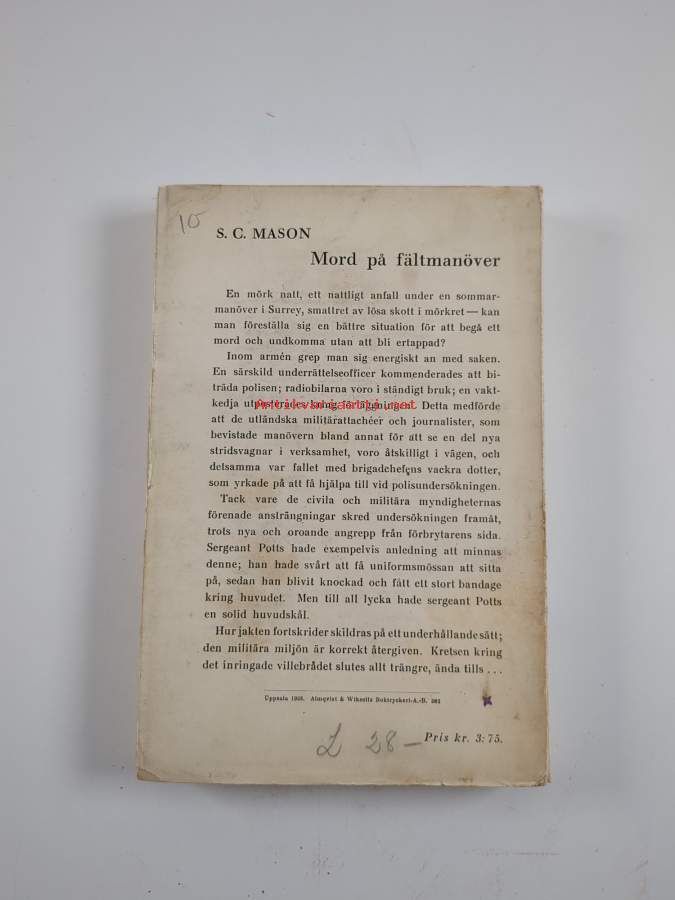 10
S. C. MASON
Mord på fältmanöver
En mörk natt, ett nattligt anfall under en sommar-
manöver i Surrey, smattret av lösa skott i mörkret — kan
man föreställa sig en bättre situation för att begå ett
mord och undkomma utan att bli ertappad?
Inom armén grep man sig energiskt an med saken.
En särskild underrättelseofficer kommenderades att bi-
träda polisen; radiobilarna voro i ständigt bruk; en vakt-
kedja utposterades kring förläggningen. Detta medförde
att de utländska militärattachéer och journalister, som
bevistade manövern bland annat för att se en del nya
stridsvagnar i verksamhet, voro åtskilligt i vägen, och
detsamma var fallet med brigadchefens vackra dotter,
som yrkade på att få hjälpa till vid polisundersökningen.
Tack vare de civila och militära myndigheternas
förenade ansträngningar skred undersökningen framåt,
trots nya och oroande angrepp från förbrytarens sida.
Sergeant Potts hade exempelvis anledning att minnas
denne; han hade svårt att få uniformsmössan att sitta
på, sedan han blivit knockad och fått ett stort bandage
kring huvudet. Men till all lycka hade sergeant Potts
en solid huvudskål.
Hur jakten fortskrider skildras på ett underhållande sätt;
den militära miljön är korrekt återgiven. Kretsen kring
det inringade villebrådet slutes allt trängre, ända tills . . .
Uppsala Almqvist & Wiksells Boktryckeri-A.-B.
28 —
Pris kr. 3: 75.